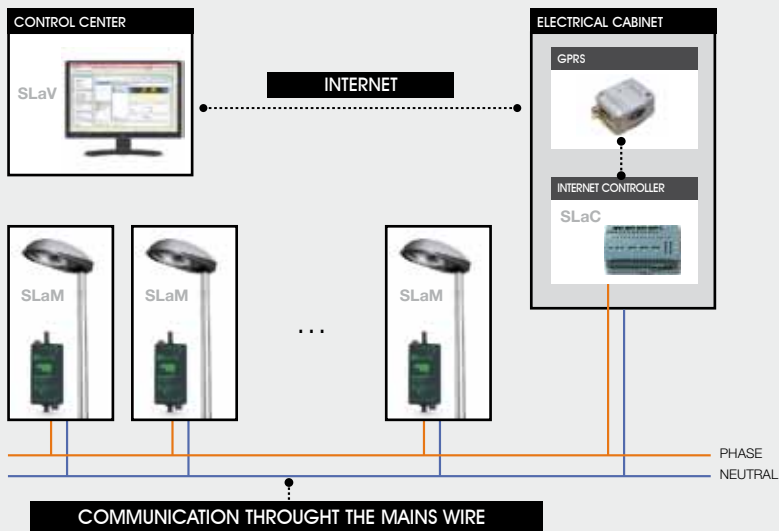 CONTROL CENTER
SLaV
INTERNET
ELECTRICAL CABINET
GPRS
INTERNET CONTROLLER
SLaC
SLaM
SLaM
...
SLaM
PHASE
NEUTRAL
COMMUNICATION THROUGHT THE MAINS WIRE